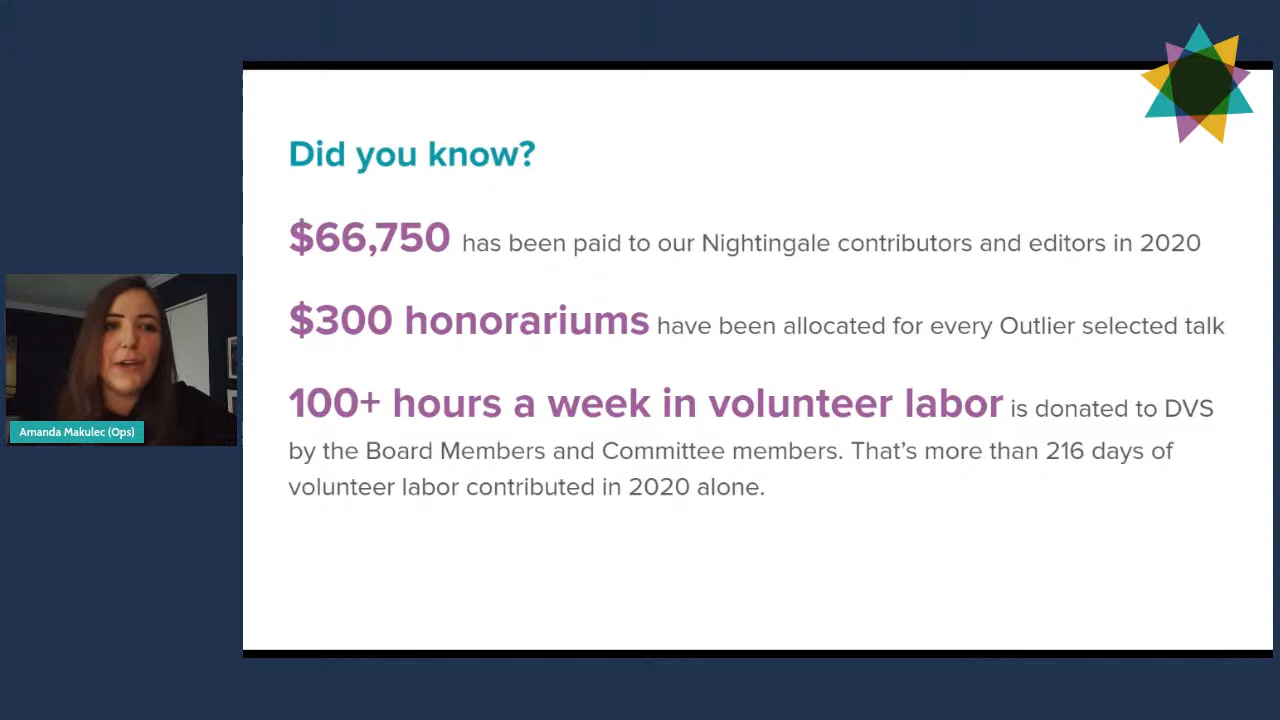 Did you know?
$66,750 has been paid to our Nightingale contributors and editors in 2020
$300 honorariums have been allocated for every Outlier selected talk
100+ hours a week in volunteer labor is donated to DVS
by the Board Members and Committee members. That’s more than 216 days of
volunteer labor contributed in 2020 alone.
Amanda Makulec (Ops)